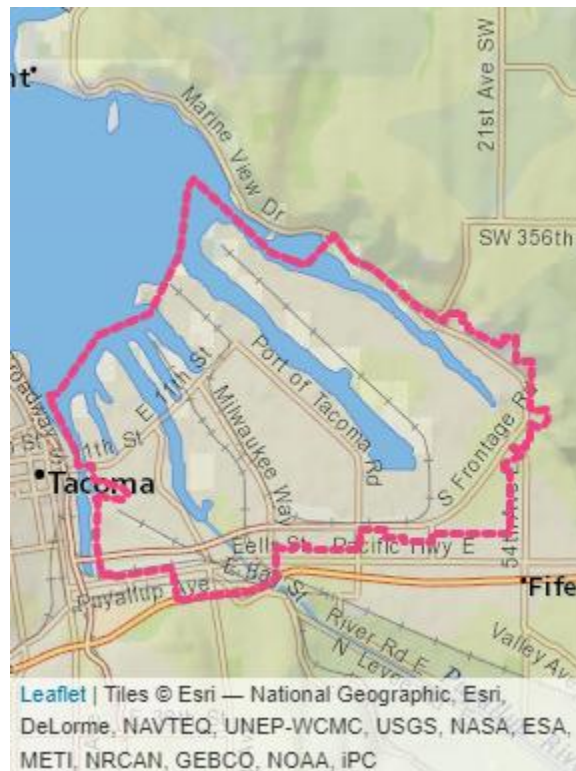 nt
Marine View Dr
21st Ave SW
SW 356th
E 11th St
Port of Tacoma Rd
Milwaukee Way
Broadway
11th St
S Frontage Rd
Tacoma
54th Ave E
Eells St
Pacific Hwy E
E Bay St
Puyallup Ave
Fife
River Rd E
N Levee
Valley Ave
Leaflet | Tiles © Esri — National Geographic, Esri,
DeLorme, NAVTEQ, UNEP-WCMC, USGS, NASA, ESA,
METI, NRCAN, GEBCO, NOAA, iPC